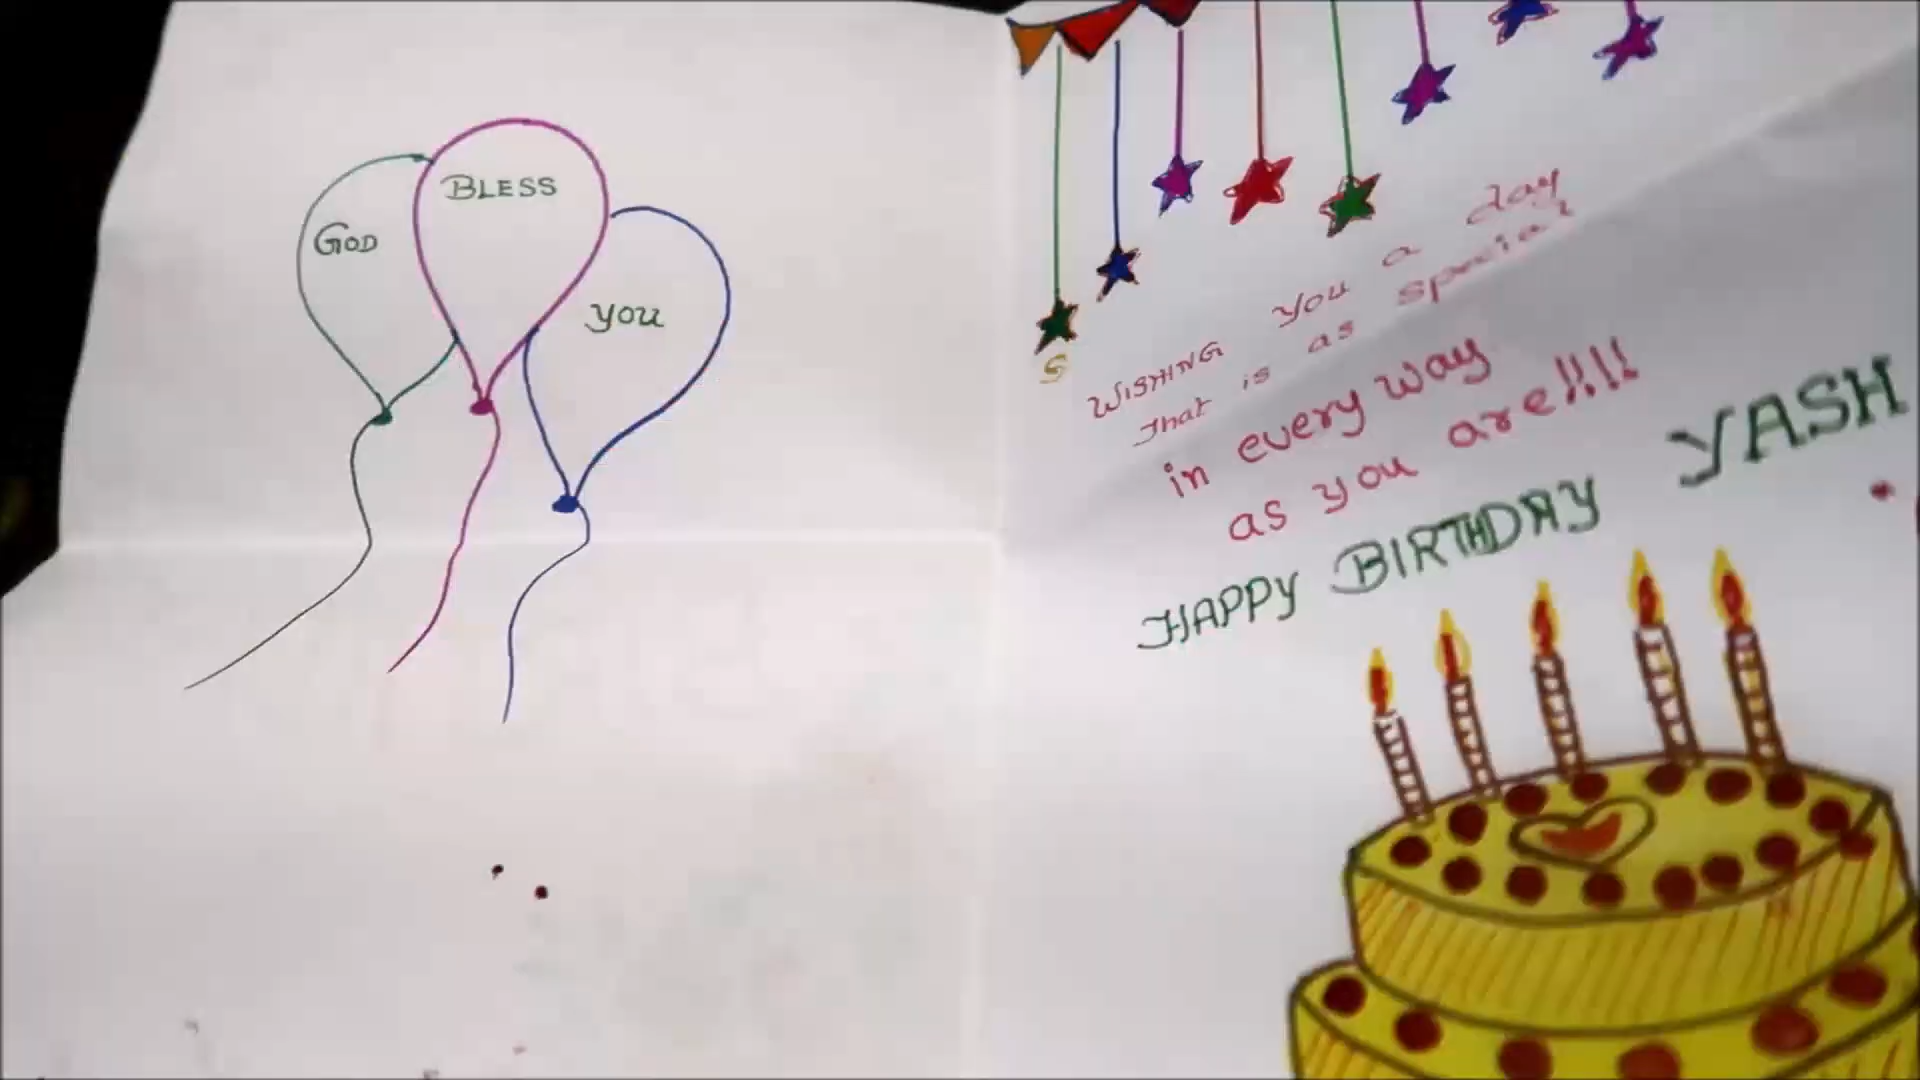 GOD
BLESS
you
S
WISHING you a day
that is as special
in every way
as you are!!!!
HAPPY BIRTHDAY YASH